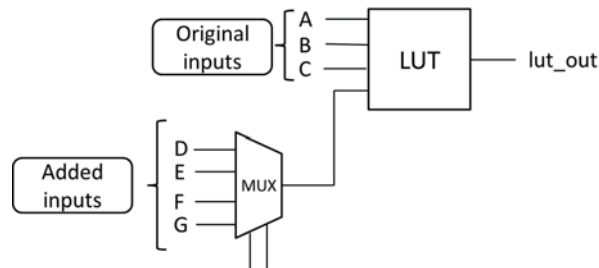 Original
inputs
A
B
C
LUT
lut_out
Added
inputs
D
E
F
G
MUX